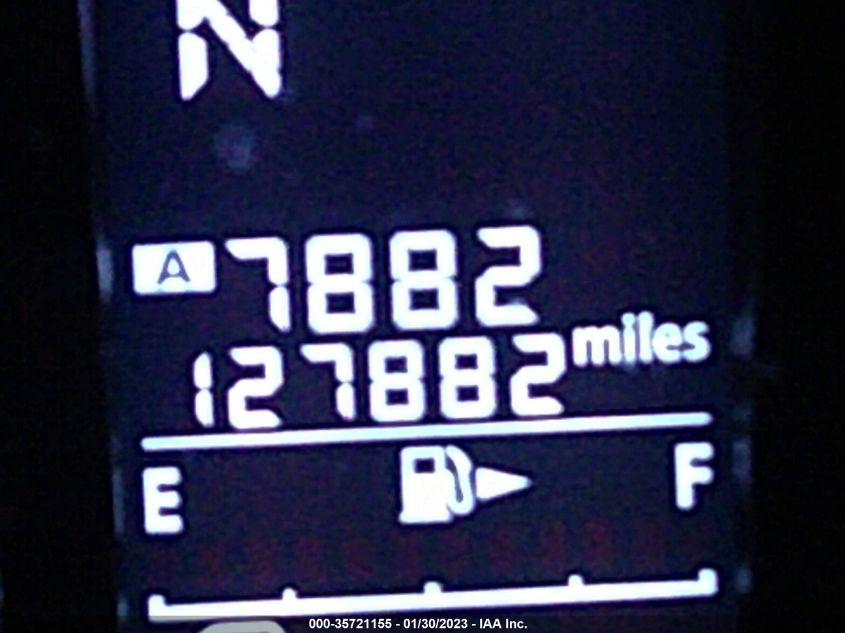 N
A 7882
127882 miles
E F
000-35721155 - 01/30/2023 - IAA Inc.